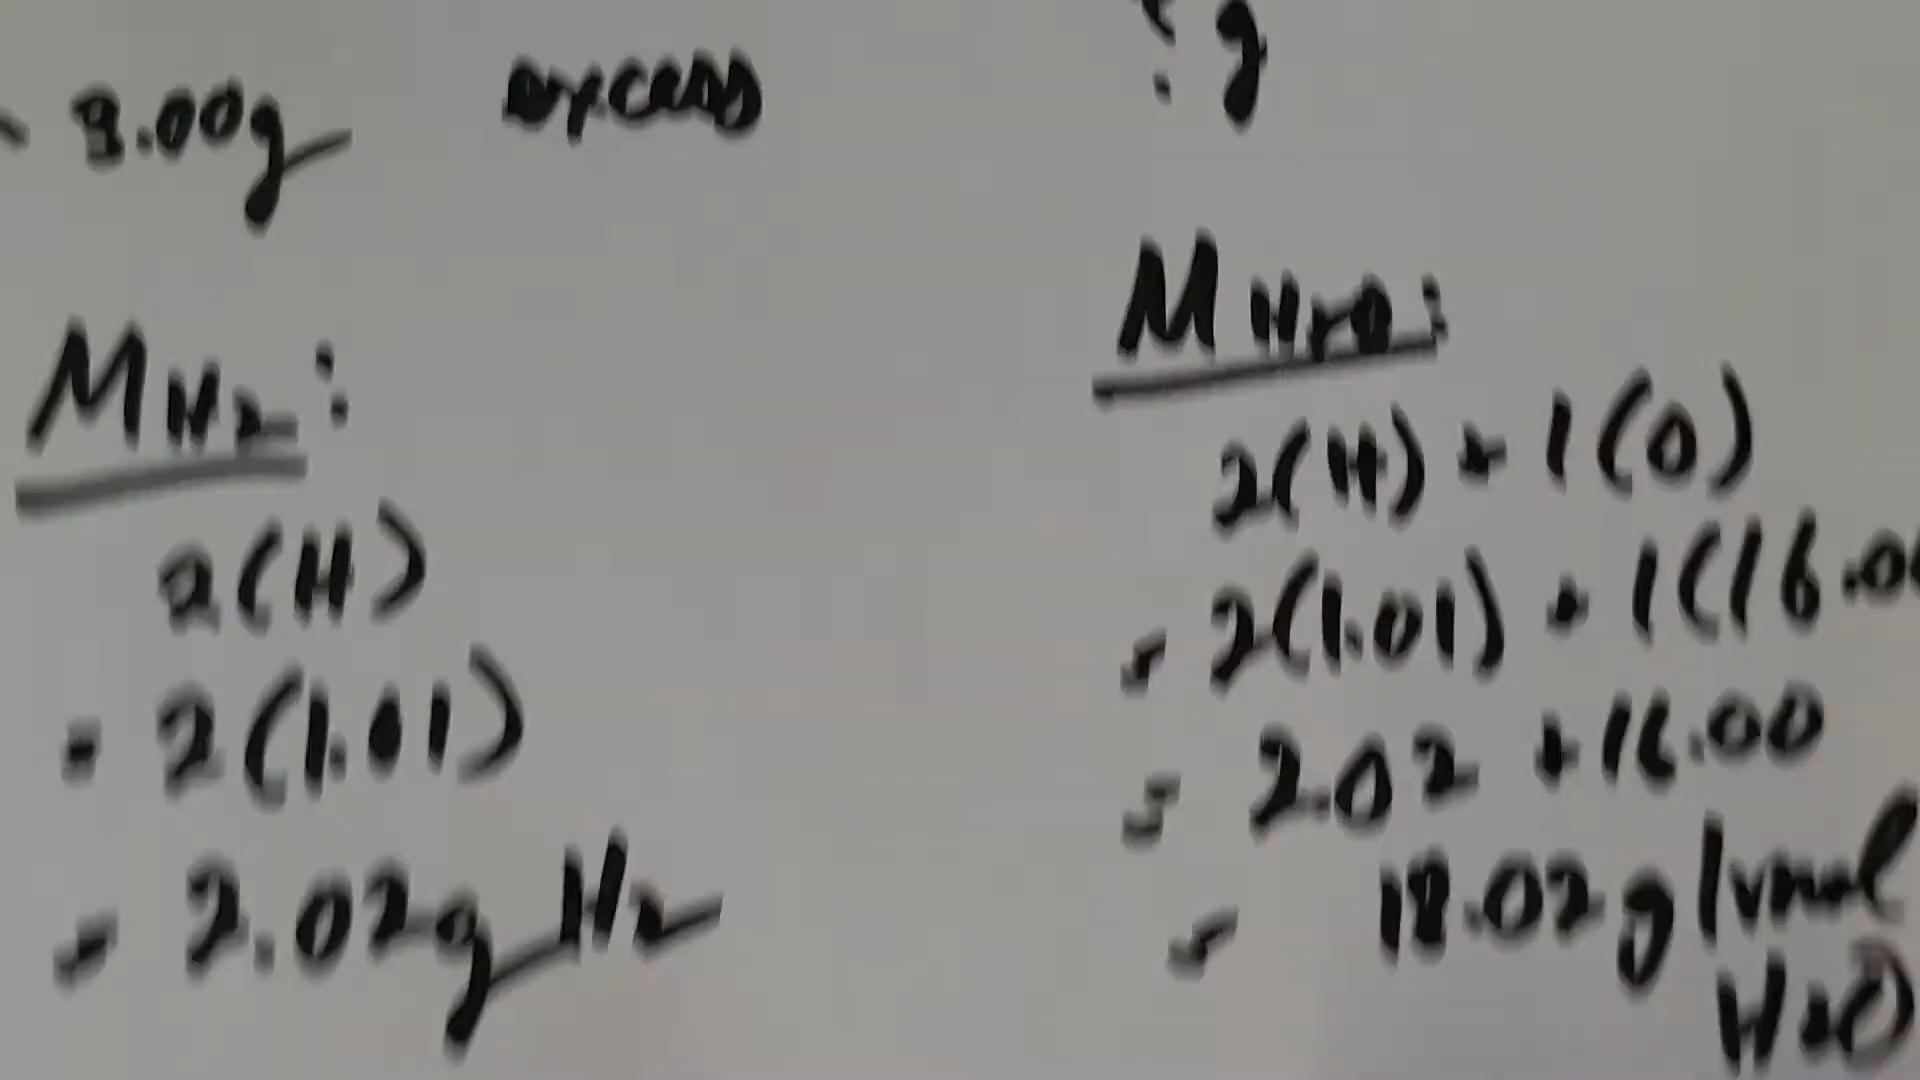 3.00g excess ? g
MH2:
2(H)
= 2(1.01)
= 2.02g H2
MH2O:
2(H) + 1(O)
= 2(1.01) + 1(16.0
= 2.02 + 16.00
= 18.02g/mol
H2O